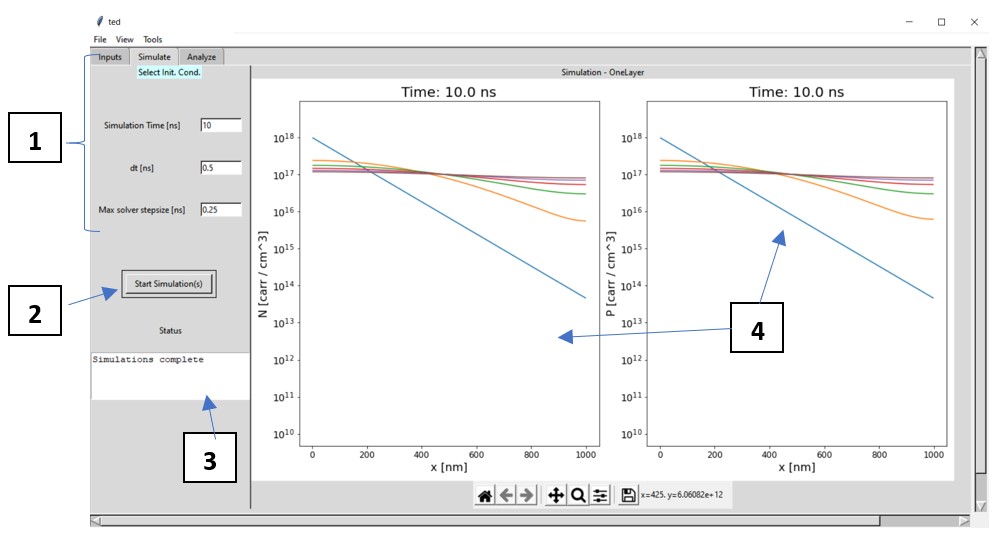 ted
File View Tools
Inputs Simulate Analyze
Select Init. Cond.
Simulation Time [ns] 10
dt [ns] 0.5
Max solver stepsize [ns] 0.25
Start Simulation(s)
Status
Simulations complete
1
2
3
4
Simulation - OneLayer
Time: 10.0 ns
N [carr / cm^3]
10^18
10^17
10^16
10^15
10^14
10^13
10^12
10^11
10^10
0 200 400 600 800 1000
x [nm]
Time: 10.0 ns
P [carr / cm^3]
10^18
10^17
10^16
10^15
10^14
10^13
10^12
10^11
10^10
0 200 400 600 800 1000
x [nm]
x=425. y=6.06082e+12